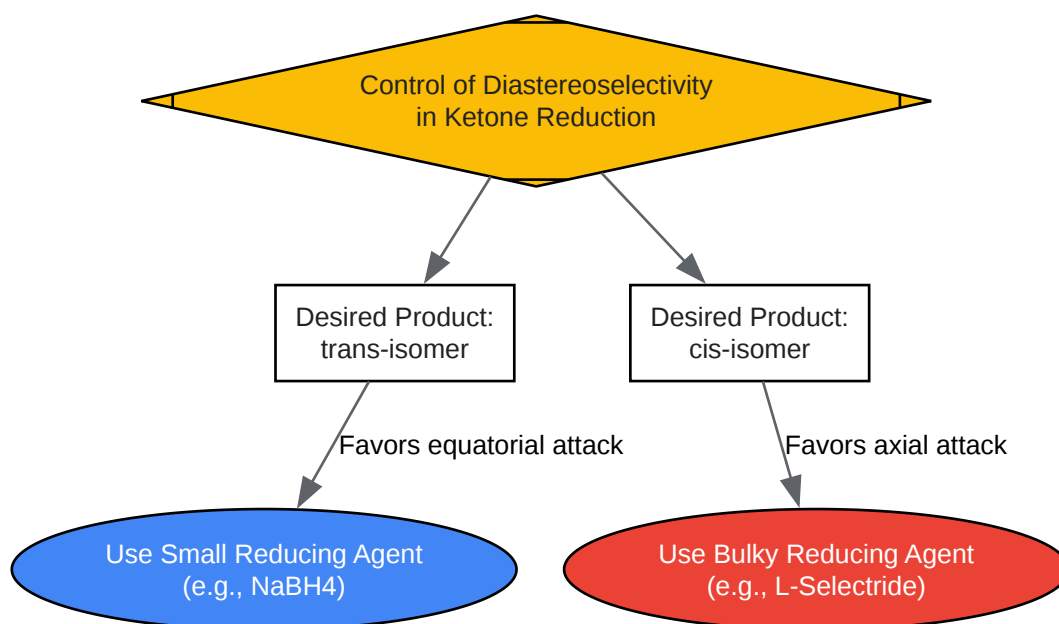 Control of Diastereoselectivity
in Ketone Reduction
Desired Product:
trans-isomer
Desired Product:
cis-isomer
Favors equatorial attack
Favors axial attack
Use Small Reducing Agent
(e.g., NaBH4)
Use Bulky Reducing Agent
(e.g., L-Selectride)